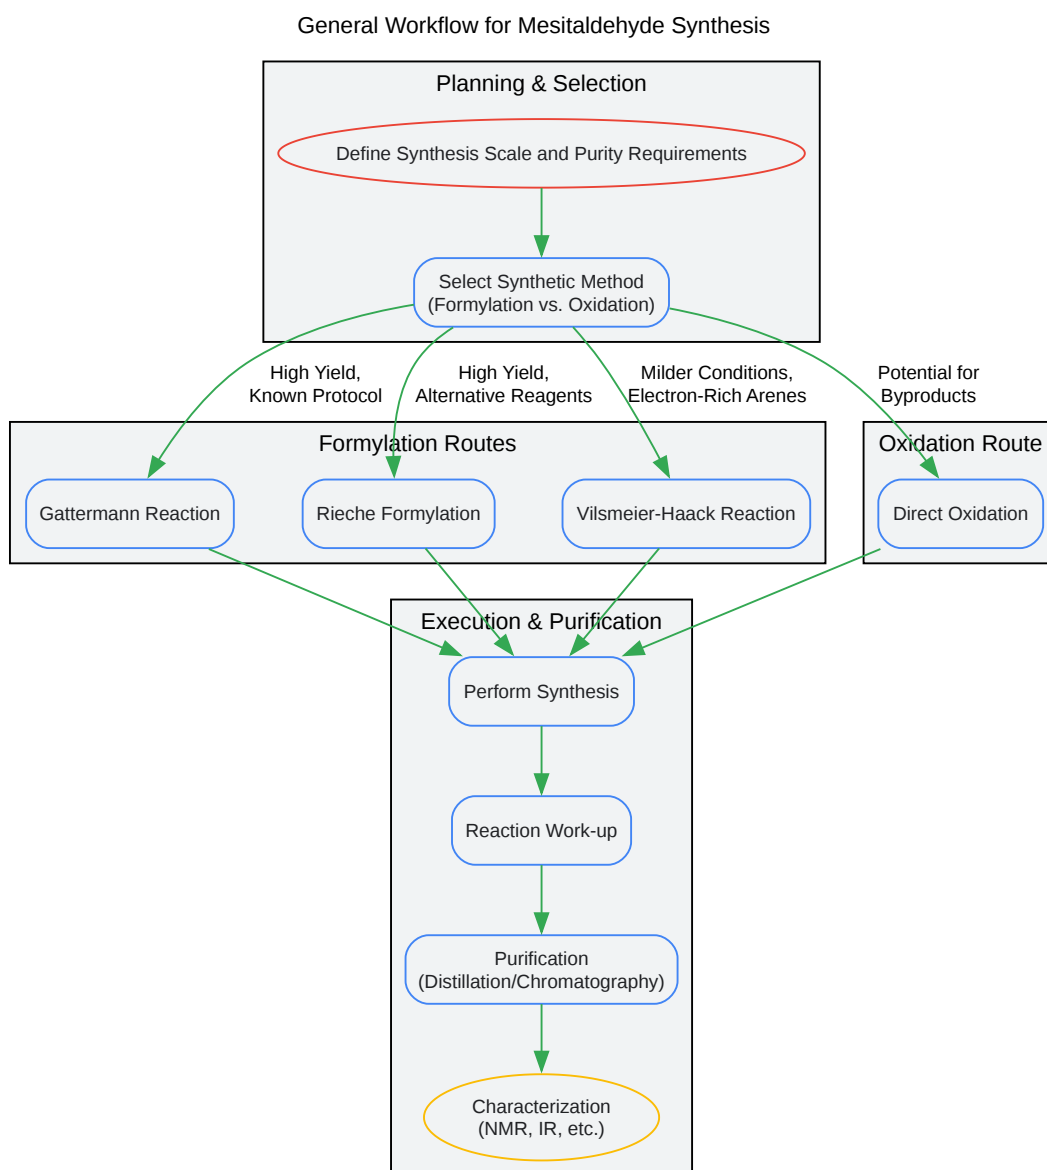 General Workflow for Mesitaldehyde Synthesis
Planning & Selection
Define Synthesis Scale and Purity Requirements
Select Synthetic Method
(Formylation vs. Oxidation)
High Yield,
Known Protocol
High Yield,
Alternative Reagents
Milder Conditions,
Electron-Rich Arenes
Potential for
Byproducts
Formylation Routes
Oxidation Route
Gattermann Reaction
Rieche Formylation
Vilsmeier-Haack Reaction
Direct Oxidation
Execution & Purification
Perform Synthesis
Reaction Work-up
Purification
(Distillation/Chromatography)
Characterization
(NMR, IR, etc.)